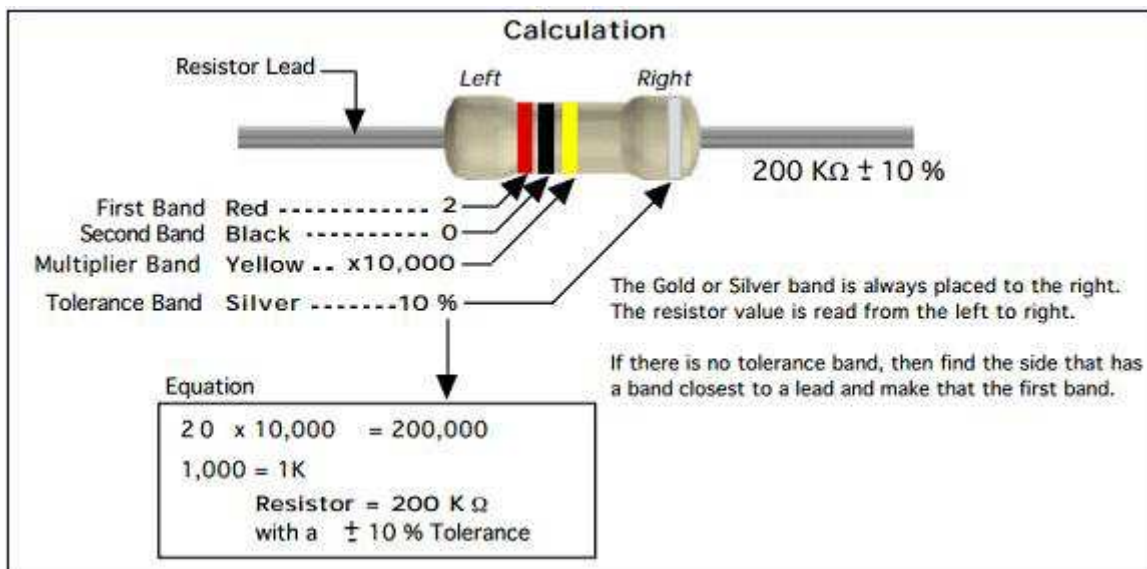 Calculation
Resistor Lead
Left
Right
200 KΩ ± 10 %
First Band Red ------------- 2
Second Band Black ---------- 0
Multiplier Band Yellow -- x10,000
Tolerance Band Silver ------10 %
The Gold or Silver band is always placed to the right.
The resistor value is read from the left to right.
If there is no tolerance band, then find the side that has
a band closest to a lead and make that the first band.
Equation
2 0 x 10,000 = 200,000
1,000 = 1K
Resistor = 200 K Ω
with a ± 10 % Tolerance